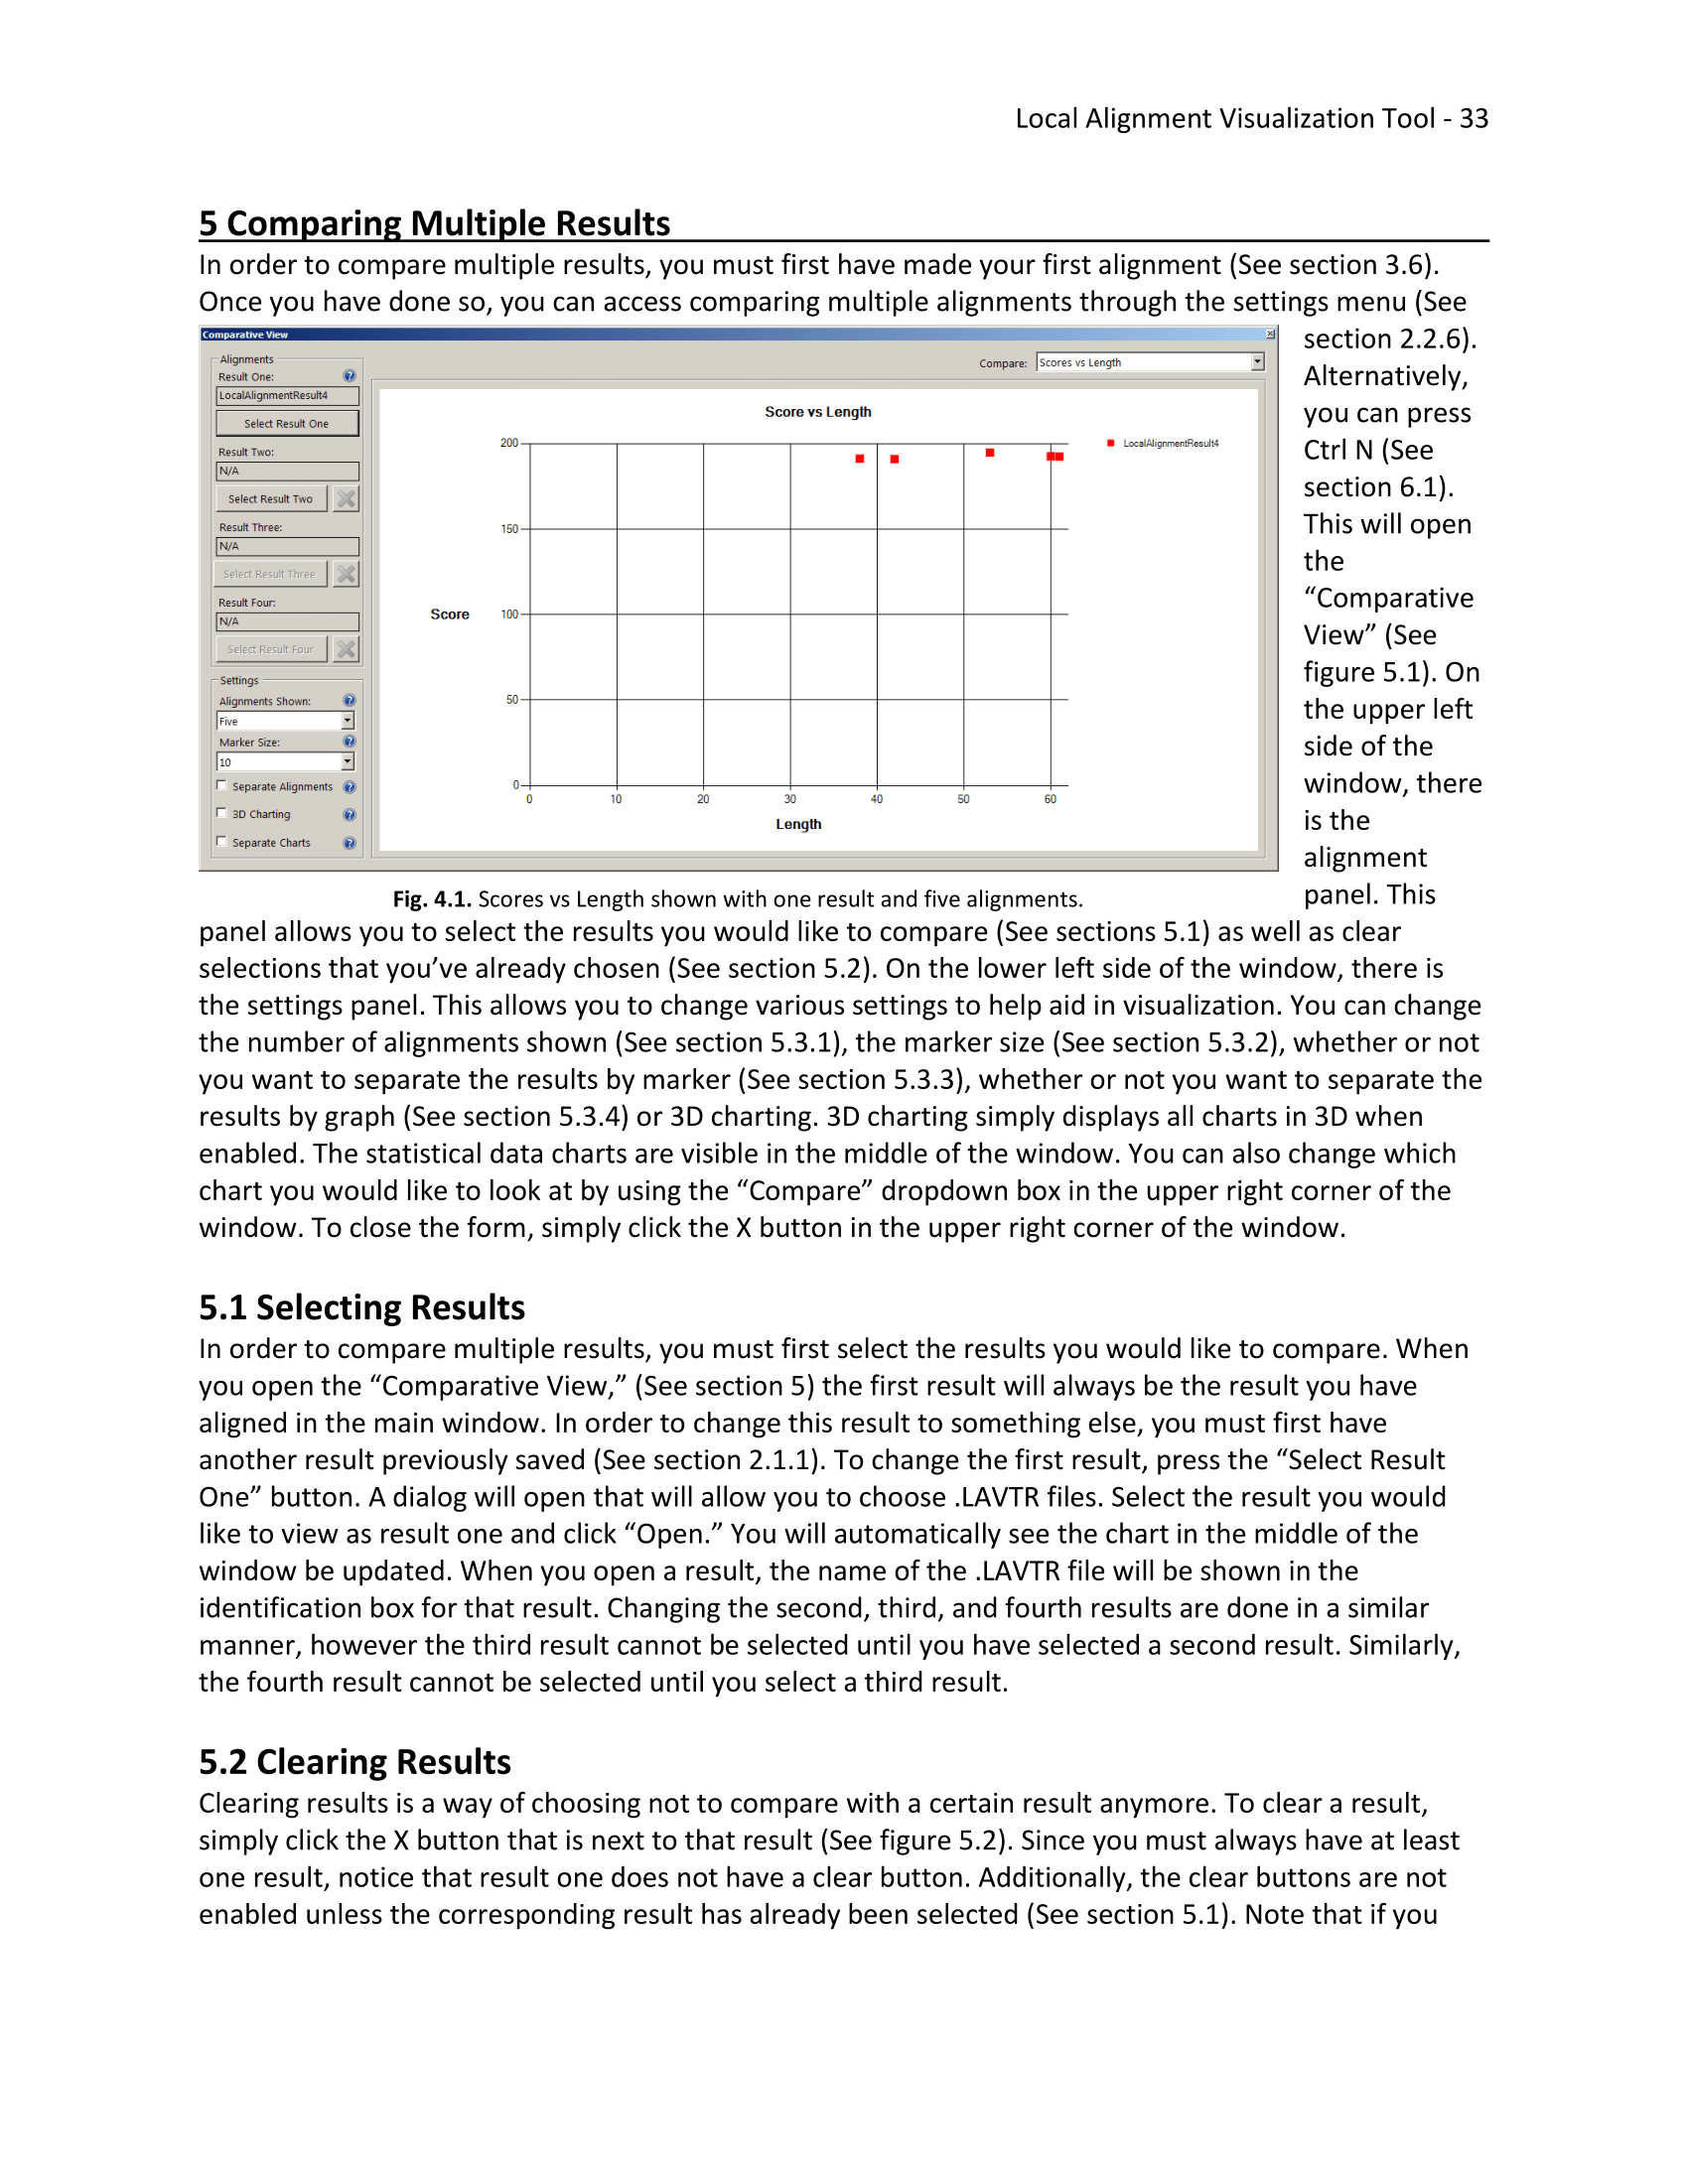 Local Alignment Visualization Tool - 33
5 Comparing Multiple Results
In order to compare multiple results, you must first have made your first alignment (See section 3.6).
Once you have done so, you can access comparing multiple alignments through the settings menu (See
section 2.2.6).
Alternatively,
you can press
Ctrl N (See
section 6.1).
This will open
the
“Comparative
View” (See
figure 5.1). On
the upper left
side of the
window, there
is the
alignment
panel. This
Comparative View
Alignments
Result One:
LocalAlignmentResult4
Select Result One
Result Two:
N/A
Select Result Two
Result Three:
N/A
Select Result Three
Result Four:
N/A
Select Result Four
Settings
Alignments Shown:
Five
Marker Size:
10
Separate Alignments
3D Charting
Separate Charts
Compare: Scores vs Length
Score vs Length
LocalAlignmentResult4
200
150
Score
100
50
0
0 10 20 30 40 50 60
Length
Fig. 4.1. Scores vs Length shown with one result and five alignments.
panel allows you to select the results you would like to compare (See sections 5.1) as well as clear
selections that you’ve already chosen (See section 5.2). On the lower left side of the window, there is
the settings panel. This allows you to change various settings to help aid in visualization. You can change
the number of alignments shown (See section 5.3.1), the marker size (See section 5.3.2), whether or not
you want to separate the results by marker (See section 5.3.3), whether or not you want to separate the
results by graph (See section 5.3.4) or 3D charting. 3D charting simply displays all charts in 3D when
enabled. The statistical data charts are visible in the middle of the window. You can also change which
chart you would like to look at by using the “Compare” dropdown box in the upper right corner of the
window. To close the form, simply click the X button in the upper right corner of the window.
5.1 Selecting Results
In order to compare multiple results, you must first select the results you would like to compare. When
you open the “Comparative View,” (See section 5) the first result will always be the result you have
aligned in the main window. In order to change this result to something else, you must first have
another result previously saved (See section 2.1.1). To change the first result, press the “Select Result
One” button. A dialog will open that will allow you to choose .LAVTR files. Select the result you would
like to view as result one and click “Open.” You will automatically see the chart in the middle of the
window be updated. When you open a result, the name of the .LAVTR file will be shown in the
identification box for that result. Changing the second, third, and fourth results are done in a similar
manner, however the third result cannot be selected until you have selected a second result. Similarly,
the fourth result cannot be selected until you select a third result.
5.2 Clearing Results
Clearing results is a way of choosing not to compare with a certain result anymore. To clear a result,
simply click the X button that is next to that result (See figure 5.2). Since you must always have at least
one result, notice that result one does not have a clear button. Additionally, the clear buttons are not
enabled unless the corresponding result has already been selected (See section 5.1). Note that if you